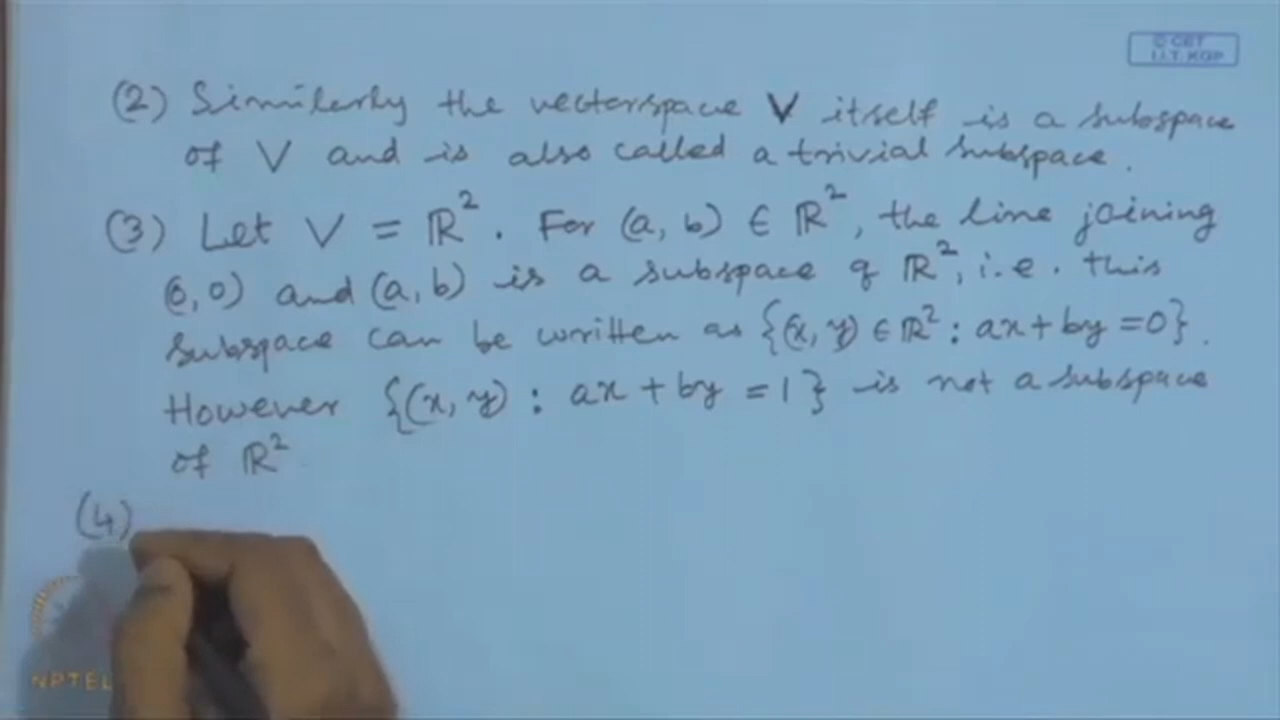 © CET
I.I.T. KGP
(2) Similarly the vectorspace V itself is a subspace
of V and is also called a trivial subspace.
(3) Let V = ℝ². For (a, b) ∈ ℝ², the line joining
(0,0) and (a, b) is a subspace of ℝ², i.e. this
subspace can be written as {(x, y) ∈ ℝ² : ax + by = 0}.
However {(x, y) : ax + by = 1} is not a subspace
of ℝ²
(4)
NPTEL